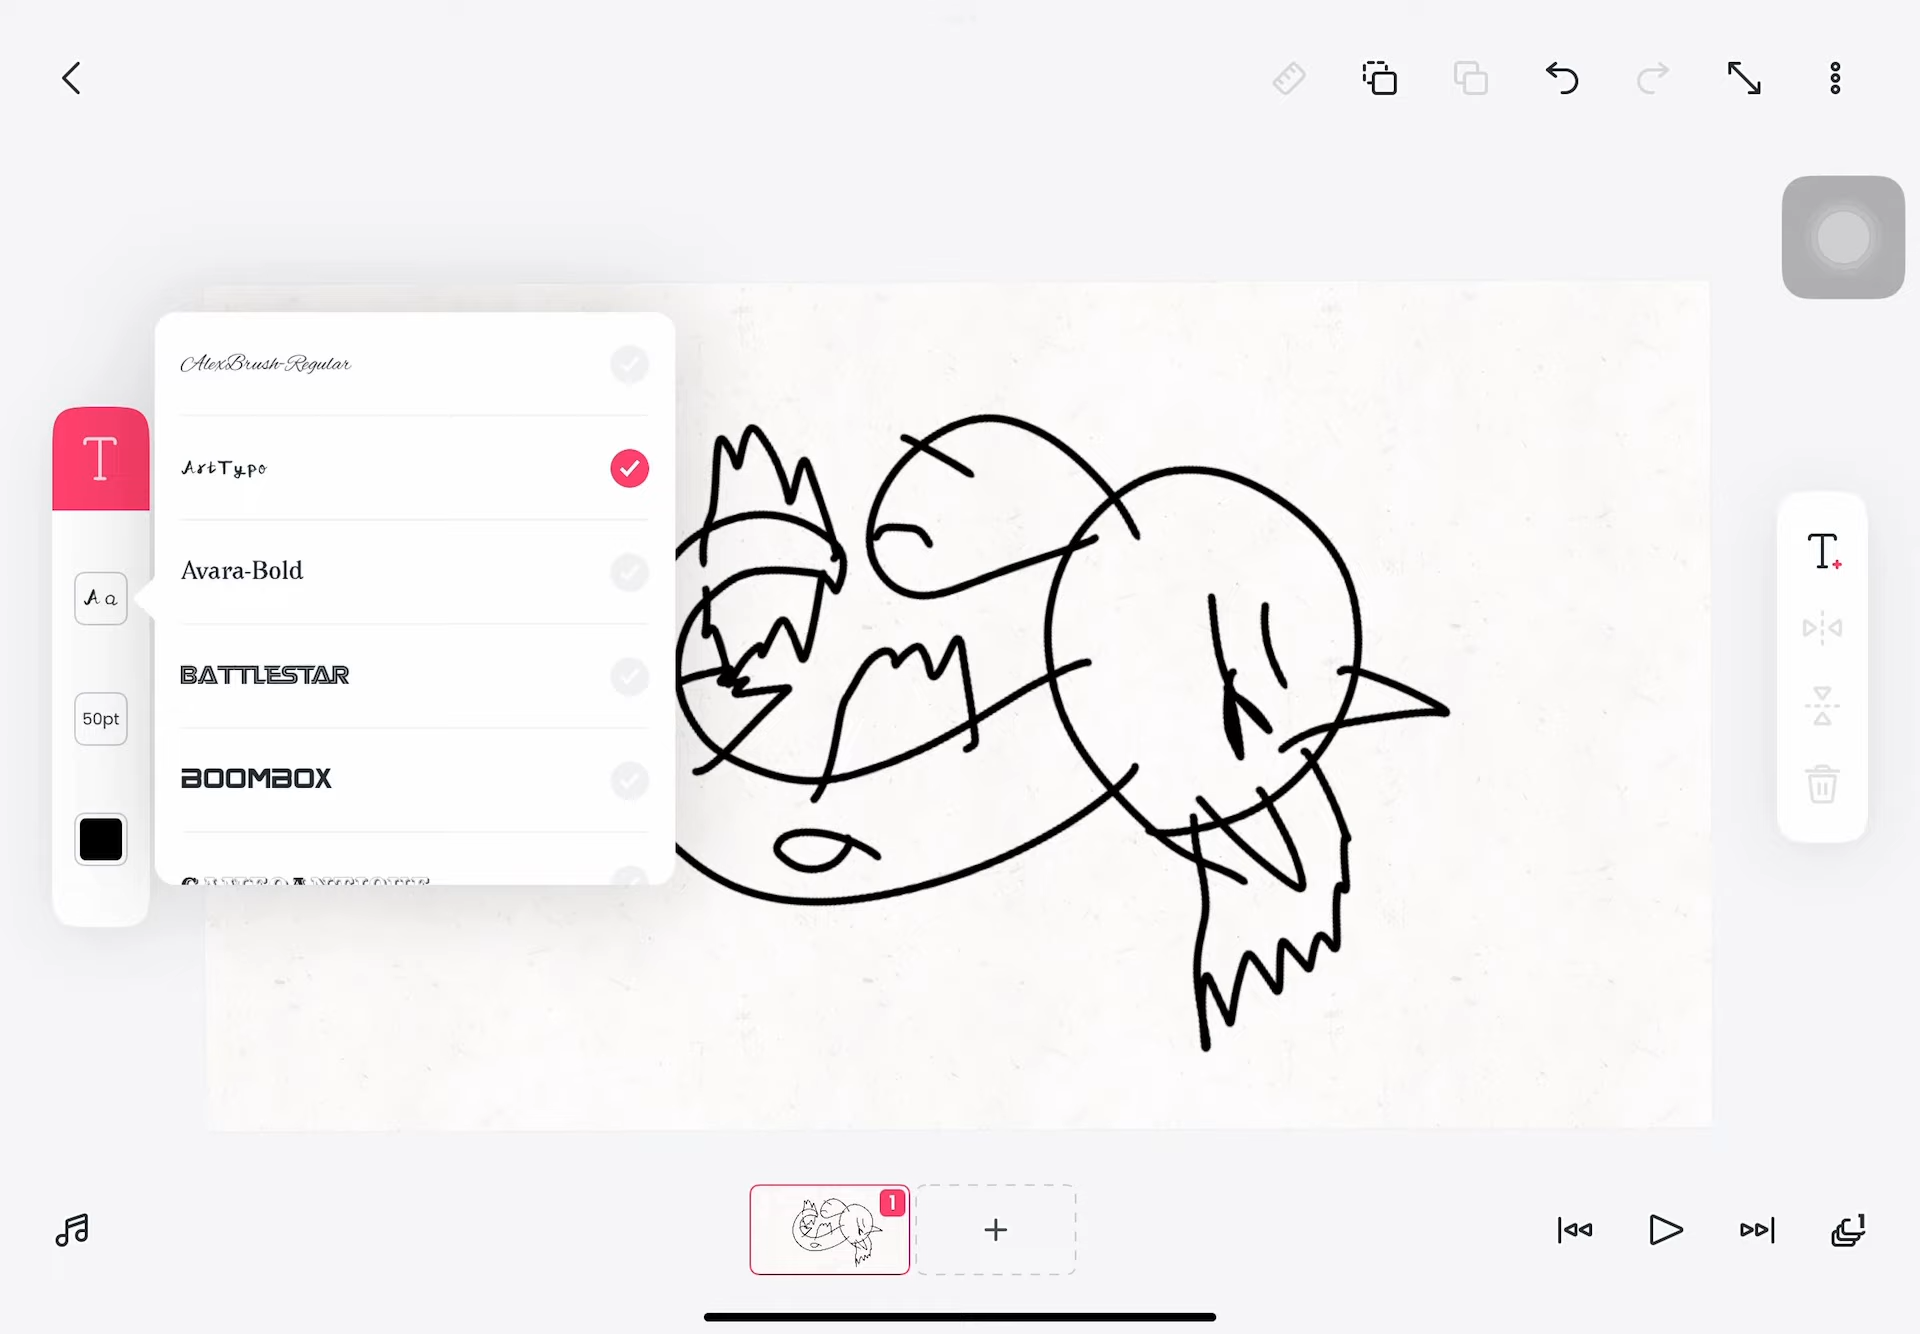 AlexBrush-Regular
ArtTypo
Avara-Bold
Aa
BATTLESTAR
50pt
BOOMBOX
1